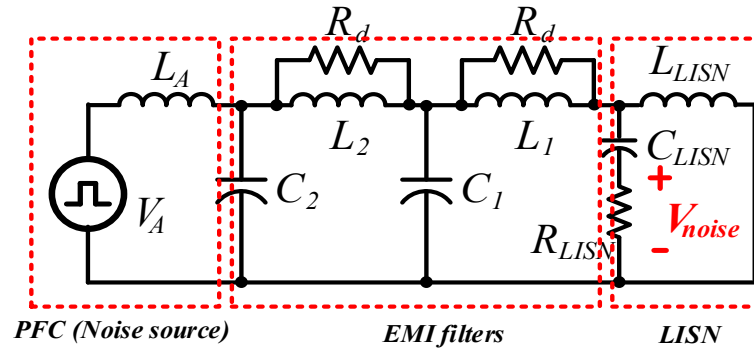 R_d R_d
L_A L_LISN
L_2 L_1
C_LISN
V_A C_2 C_1
+
V_noise
R_LISN
-
PFC (Noise source) EMI filters LISN